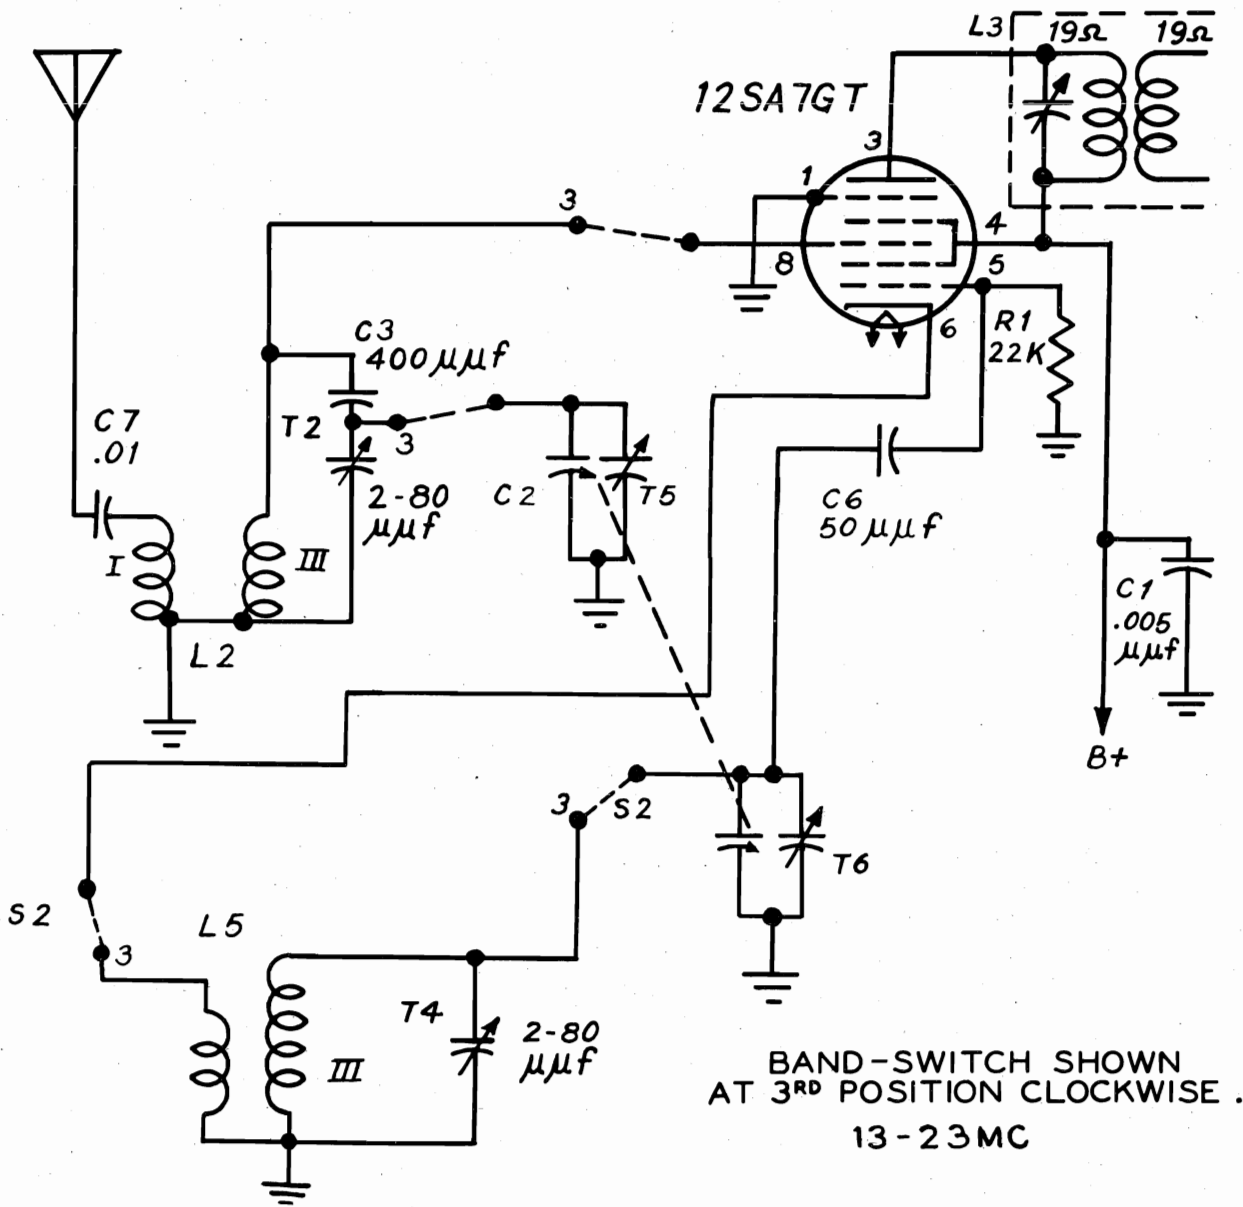 L3 19Ω 19Ω
12SA7GT
3
1
3
4
8
5
6
R1
22K
C3
400μμf
T2
3
C7
.01
2-80
μμf
C2
T5
C6
50μμf
I
III
L2
C1
.005
μμf
B+
3
S2
T6
S2
3
L5
T4
2-80
μμf
III
BAND-SWITCH SHOWN
AT 3RD POSITION CLOCKWISE .
13-23MC